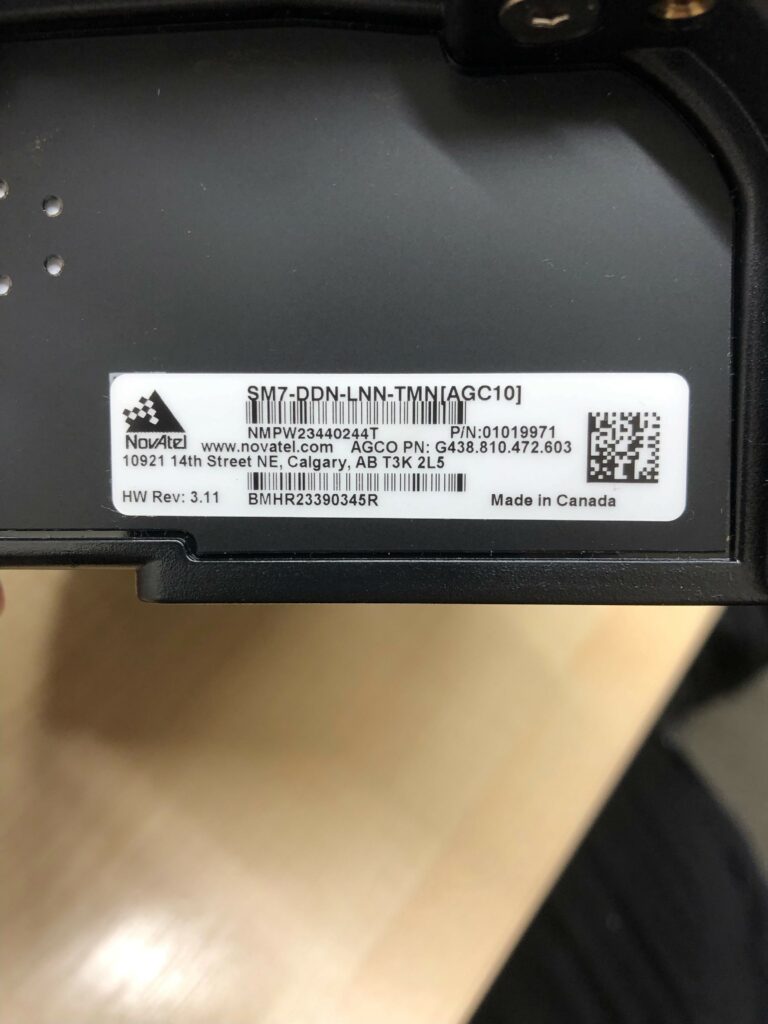 SM7-DDN-LNN-TMN[AGC10]
NovAtel
NMPW23440244T P/N:01019971
www.novatel.com AGCO PN: G438.810.472.603
10921 14th Street NE, Calgary, AB T3K 2L5
HW Rev: 3.11 BMHR23390345R Made in Canada